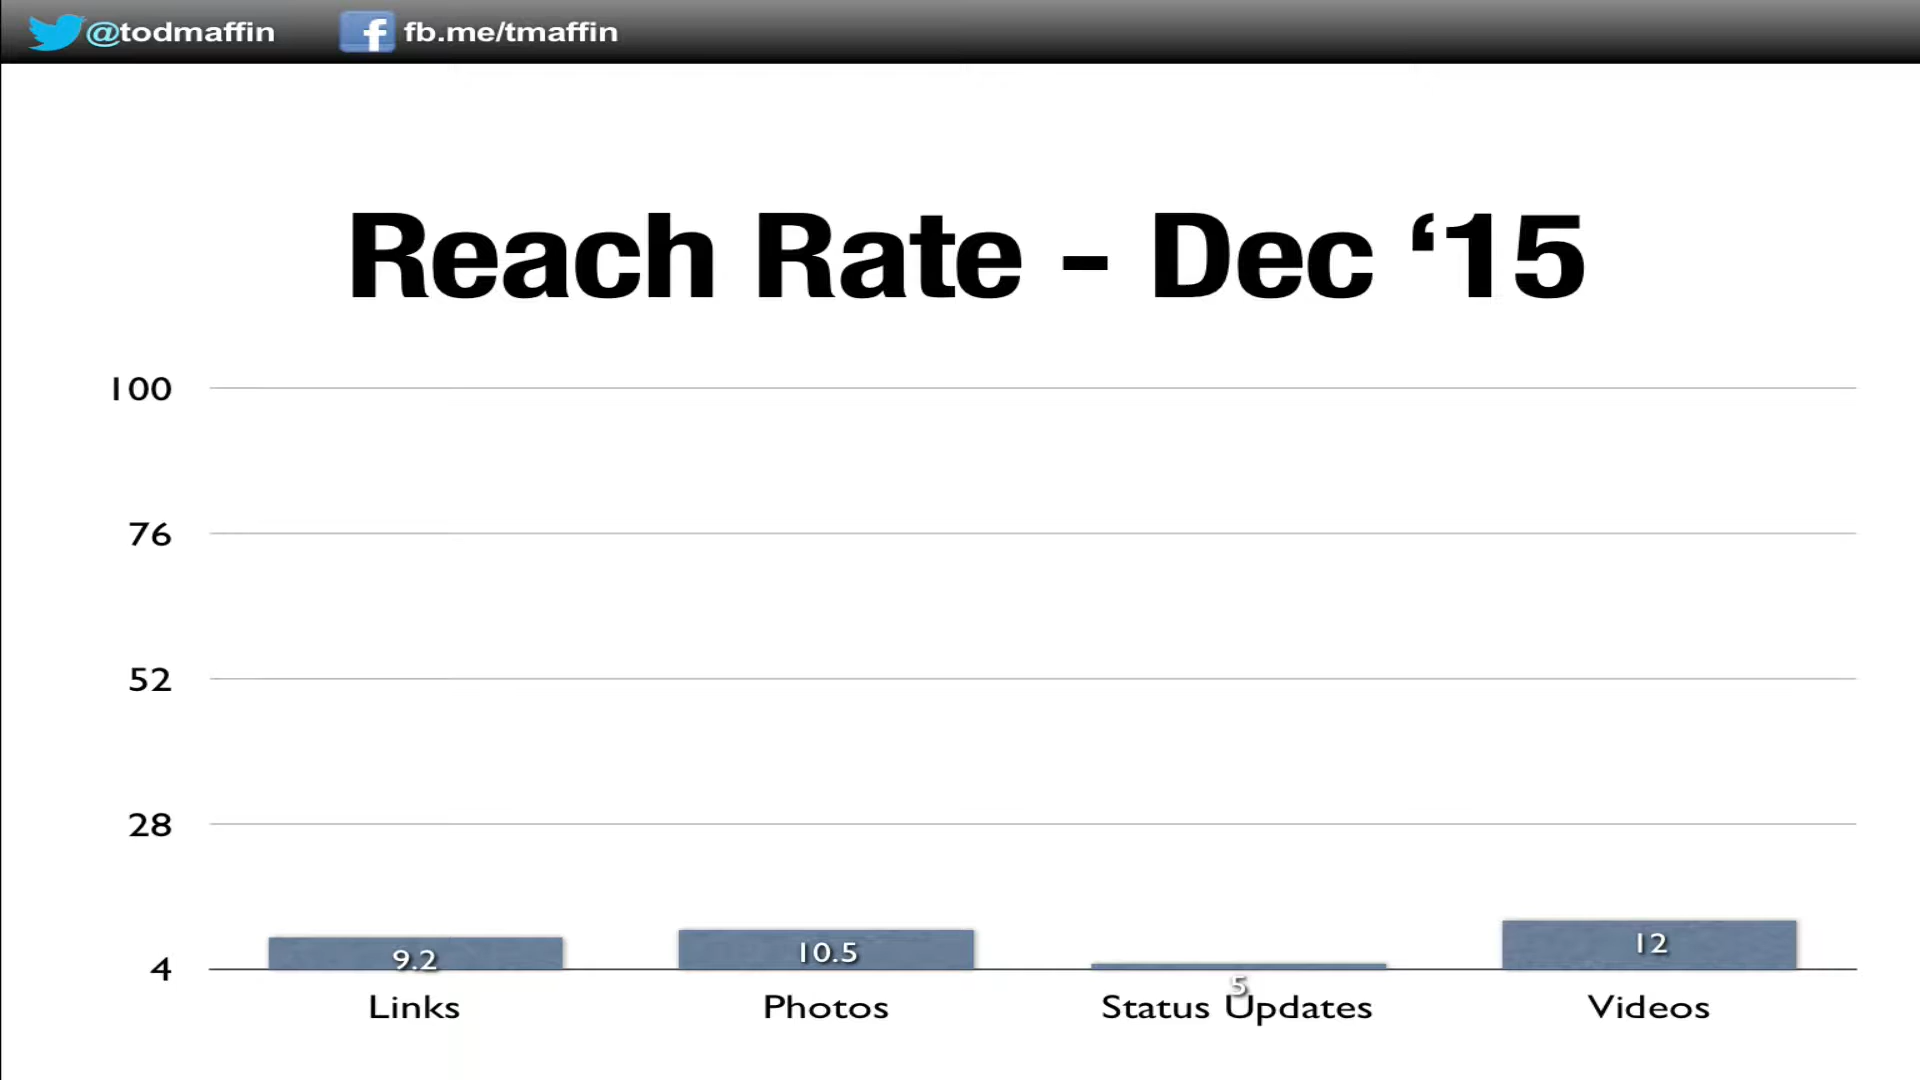 @todmaffin fb.me/tmaffin
Reach Rate - Dec ‘15
100
76
52
28
4
9.2
10.5
5
12
Links
Photos
Status Updates
Videos